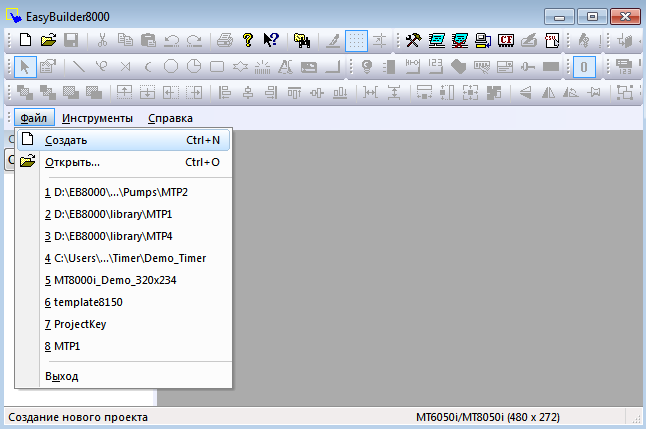 EasyBuilder8000
Файл Инструменты Справка
Создать Ctrl+N
Открыть... Ctrl+O
1 D:\EB8000\...\Pumps\MTP2
2 D:\EB8000\library\MTP1
3 D:\EB8000\library\MTP4
4 C:\Users\...\Timer\Demo_Timer
5 MT8000i_Demo_320x234
6 template8150
7 ProjectKey
8 MTP1
Выход
Создание нового проекта MT6050i/MT8050i (480 x 272)